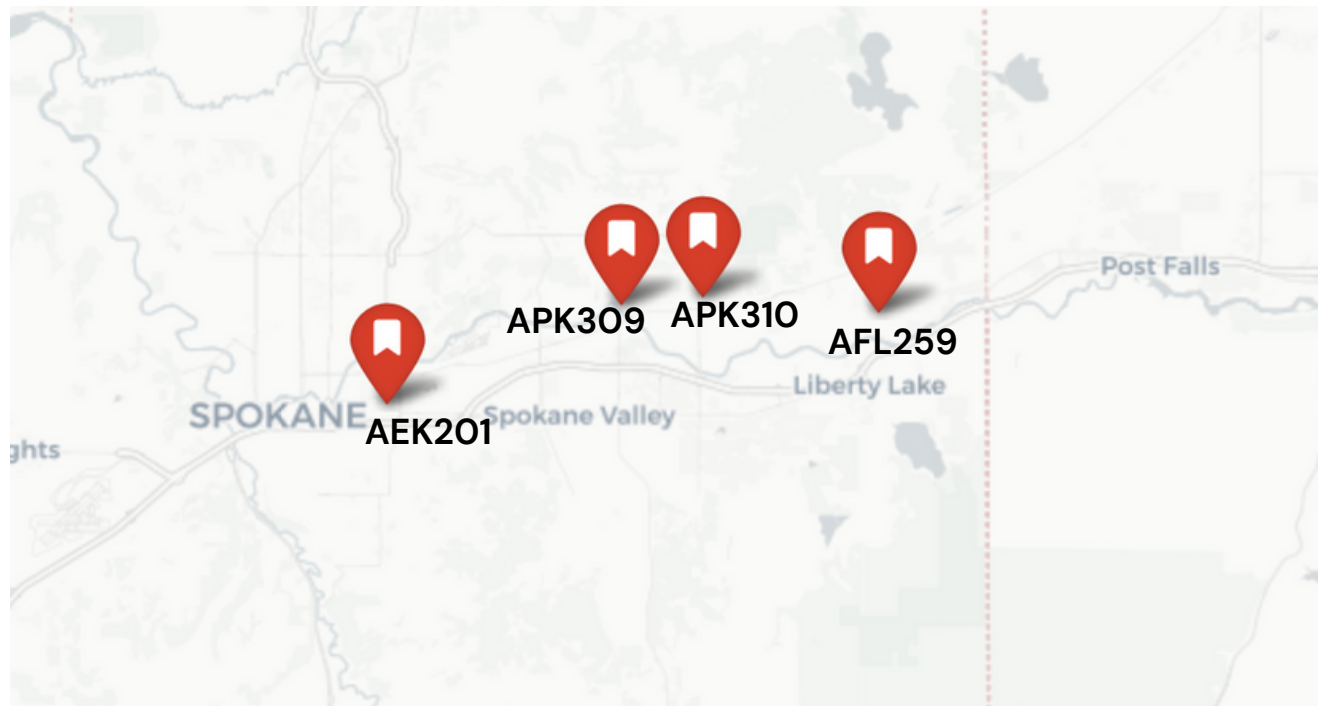 Post Falls
APK309
APK310
AFL259
Liberty Lake
SPOKANE
Spokane Valley
AEK201
ghts